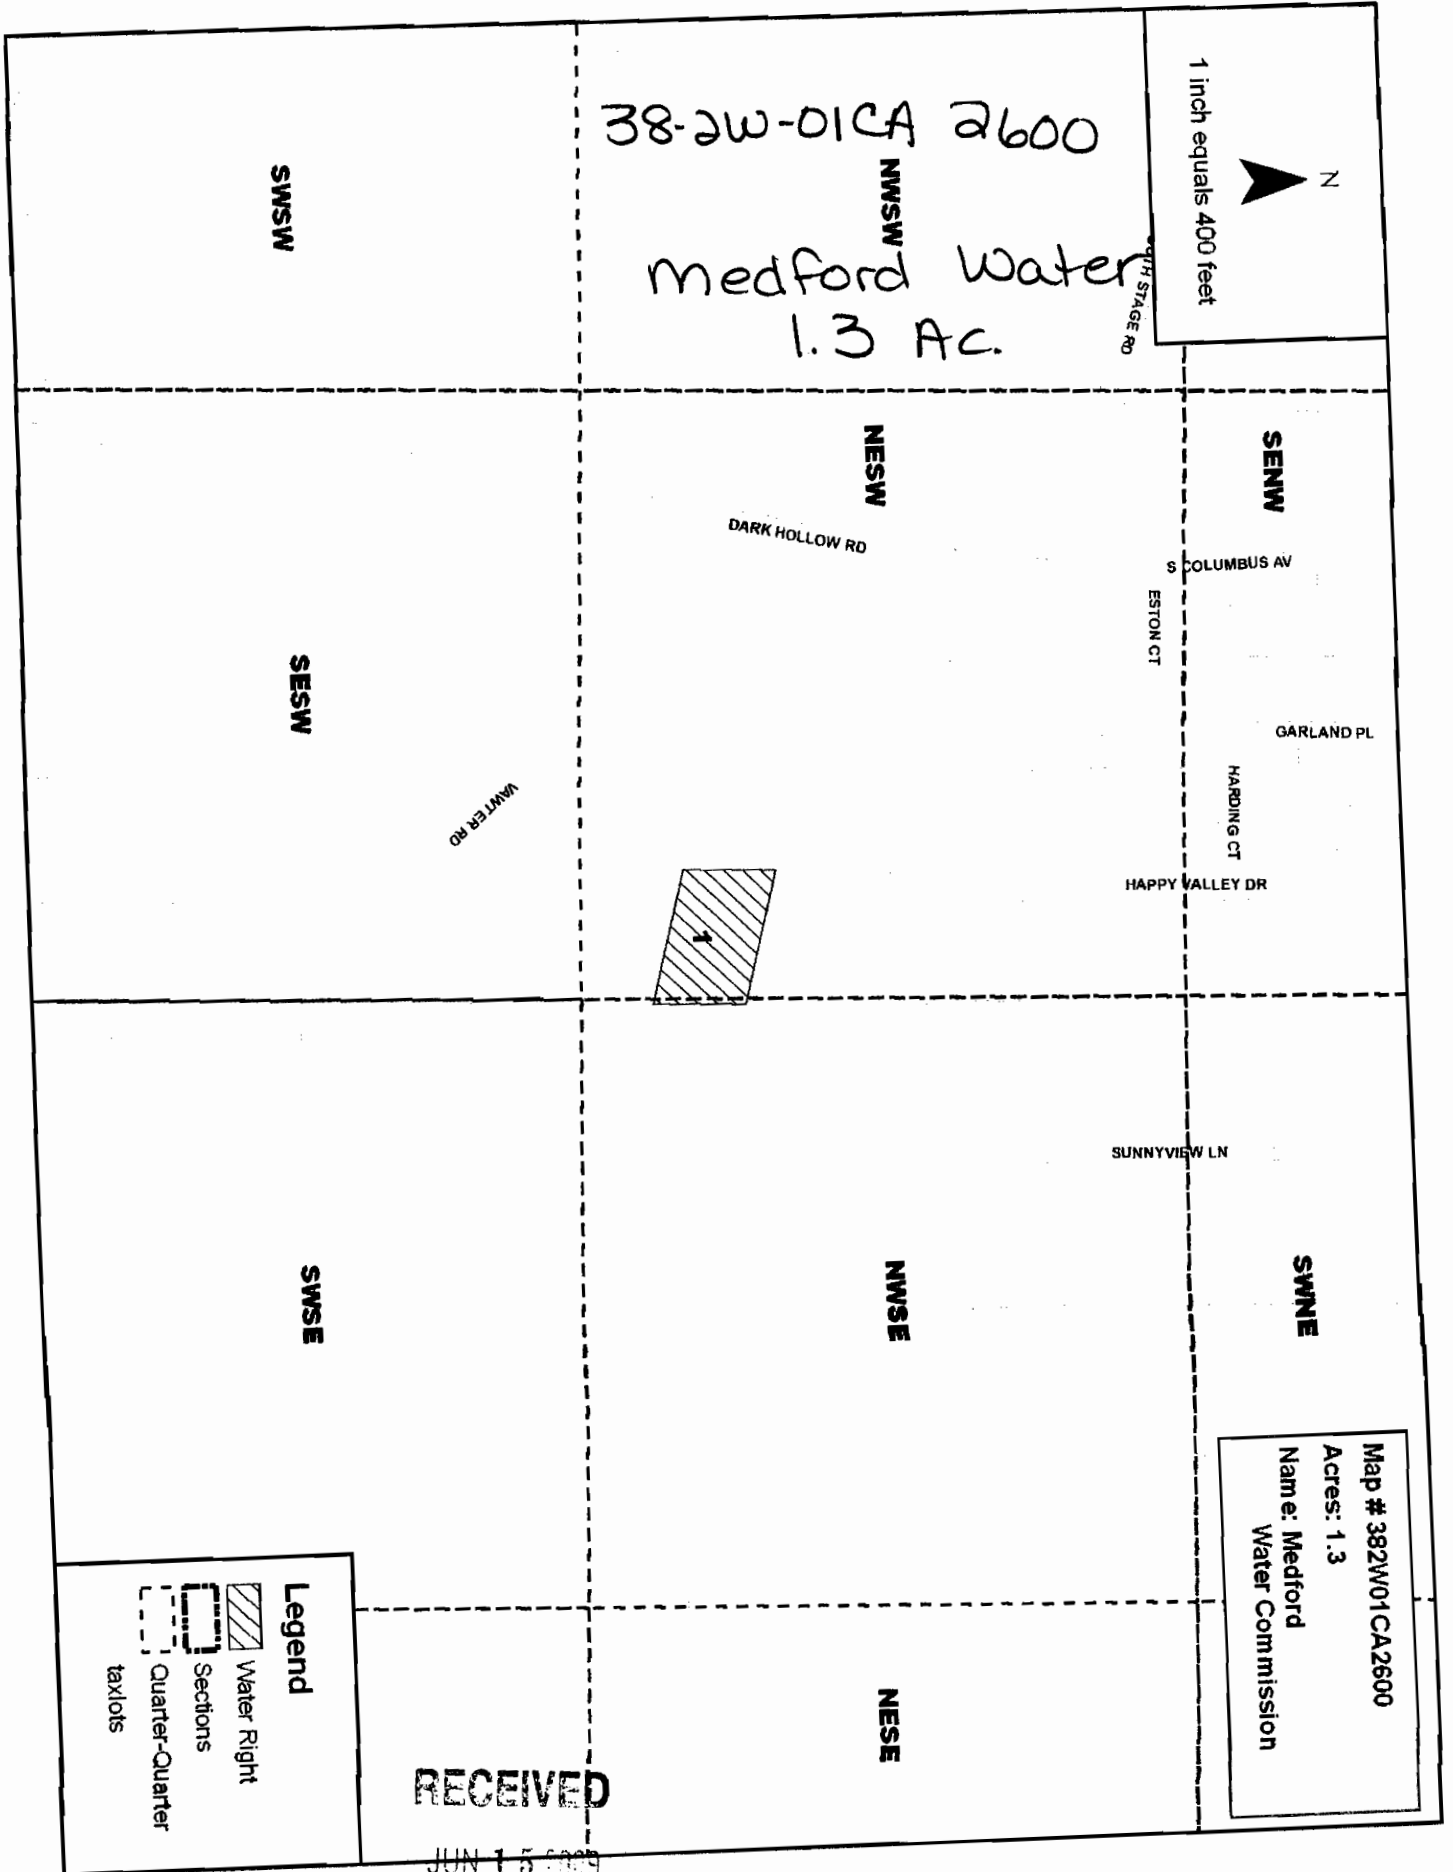 38-2W-01CA 2600
Medford Water
1.3 Ac.
N
1 inch equals 400 feet
STAGE RD
SWSW
NWSW
NESW
SENW
DARK HOLLOW RD
S COLUMBUS AV
ESTON CT
GARLAND PL
HARDING CT
HAPPY VALLEY DR
SESW
VAWTER RD
1
SUNNYVIEW LN
SWSE
NWSE
SWNE
NESE
Map # 382W01CA2600
Acres: 1.3
Name: Medford
Water Commission
Legend
Water Right
Sections
Quarter-Quarter
taxlots
RECEIVED
JUN 15